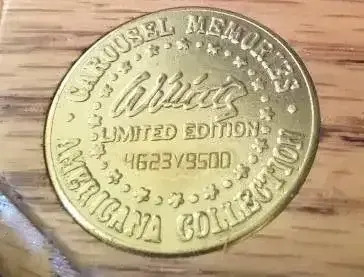 CAROUSEL MEMORIES
LIMITED EDITION
4623/9500
AMERICANA COLLECTION